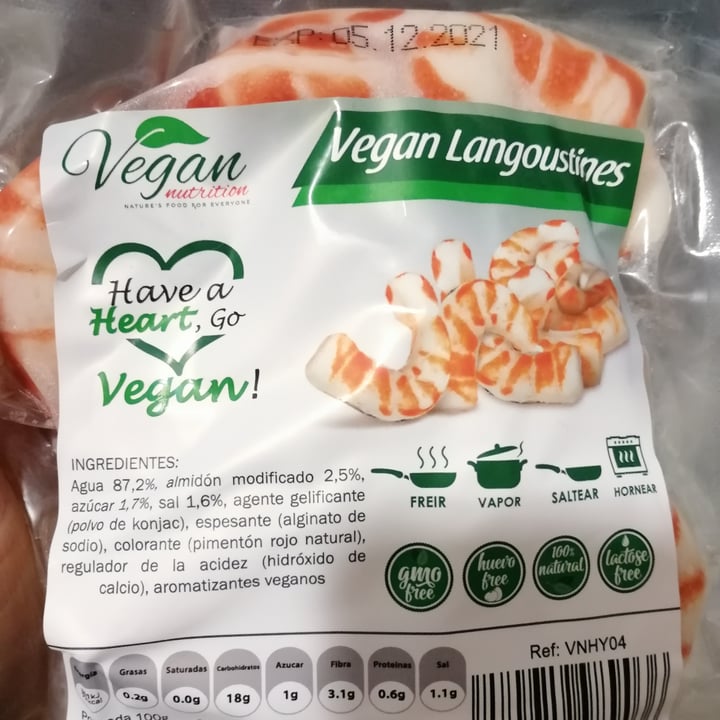 EXP: 05.12.2021
Vegan
nutrition
NATURE'S FOOD FOR EVERYONE
Vegan Langoustines
Have a
Heart, Go
Vegan!
INGREDIENTES:
Agua 87,2%, almidón modificado 2,5%,
azúcar 1,7%, sal 1,6%, agente gelificante
(polvo de konjac), espesante (alginato de
sodio), colorante (pimentón rojo natural),
regulador de la acidez (hidróxido de
calcio), aromatizantes veganos
FREIR VAPOR SALTEAR HORNEAR
gmo free
huevo free
100% natural
lactose free
Ref: VNHY04
Grasas Saturadas Carbohidratos Azucar Fibra Proteinas Sal
0.2g 0.0g 18g 1g 3.1g 0.6g 1.1g
100g